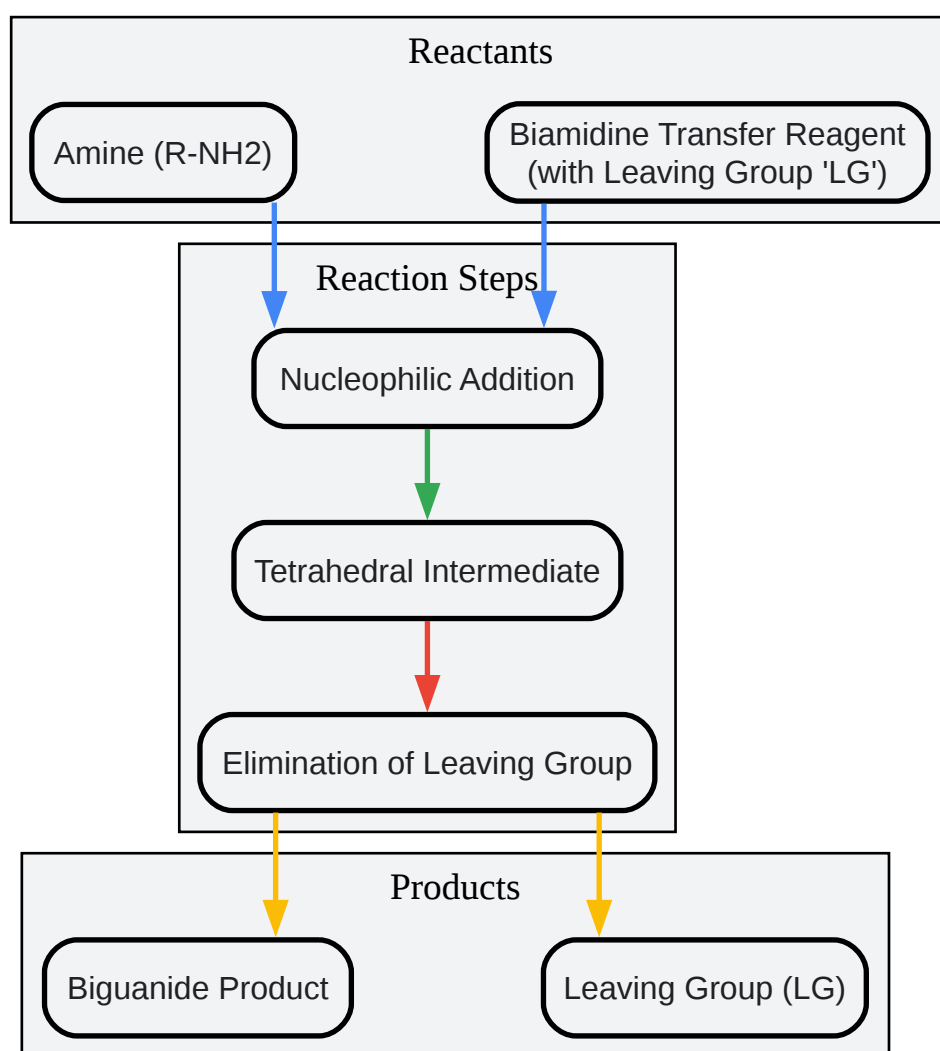 Reactants
Amine (R-NH2)
Biamidine Transfer Reagent
(with Leaving Group 'LG')
Reaction Steps
Nucleophilic Addition
Tetrahedral Intermediate
Elimination of Leaving Group
Products
Biguanide Product
Leaving Group (LG)